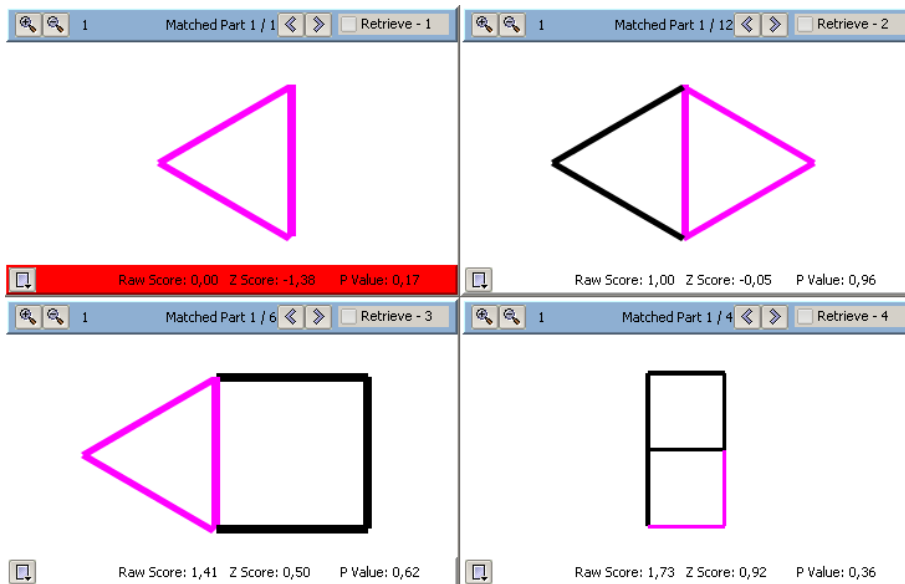 1 Matched Part 1 / 1 Retrieve - 1
Raw Score: 0,00 Z Score: -1,38 P Value: 0,17
1 Matched Part 1 / 12 Retrieve - 2
Raw Score: 1,00 Z Score: -0,05 P Value: 0,96
1 Matched Part 1 / 6 Retrieve - 3
Raw Score: 1,41 Z Score: 0,50 P Value: 0,62
1 Matched Part 1 / 4 Retrieve - 4
Raw Score: 1,73 Z Score: 0,92 P Value: 0,36